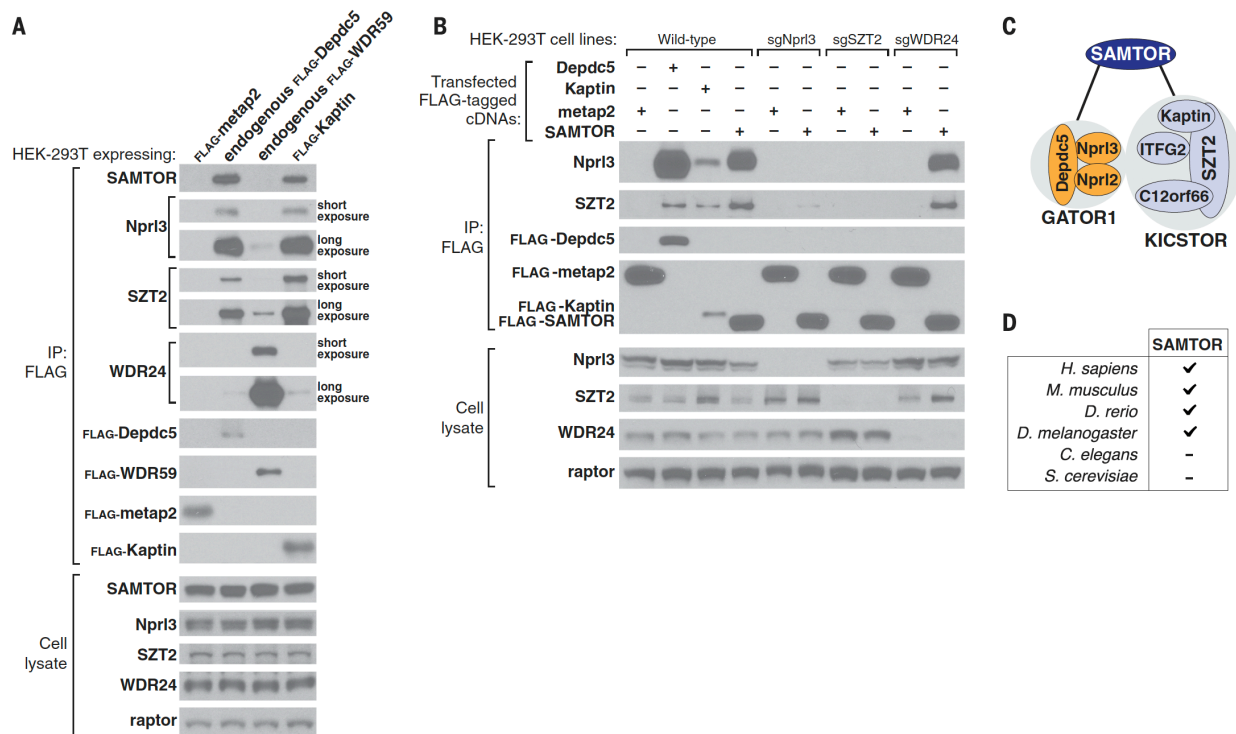 A
FLAG-metap2
endogenous FLAG-Depdc5
endogenous FLAG-WDR59
FLAG-Kaptin
HEK-293T expressing:
IP:
FLAG
SAMTOR
Nprl3
short
exposure
long
exposure
SZT2
short
exposure
long
exposure
WDR24
short
exposure
long
exposure
FLAG-Depdc5
FLAG-WDR59
FLAG-metap2
FLAG-Kaptin
Cell
lysate
SAMTOR
Nprl3
SZT2
WDR24
raptor
B
HEK-293T cell lines: Wild-type sgNprl3 sgSZT2 sgWDR24
Transfected
FLAG-tagged
cDNAs:
Depdc5 – + – – – – – – – –
Kaptin – – + – – – – – – –
metap2 + – – – + – + – + –
SAMTOR – – – + – + – + – +
IP:
FLAG
Nprl3
SZT2
FLAG-Depdc5
FLAG-metap2
FLAG-Kaptin
FLAG-SAMTOR
Cell
lysate
Nprl3
SZT2
WDR24
raptor
C
SAMTOR
Depdc5
Nprl3
Nprl2
GATOR1
Kaptin
ITFG2
SZT2
C12orf66
KICSTOR
D
SAMTOR
H. sapiens ✓
M. musculus ✓
D. rerio ✓
D. melanogaster ✓
C. elegans –
S. cerevisiae –